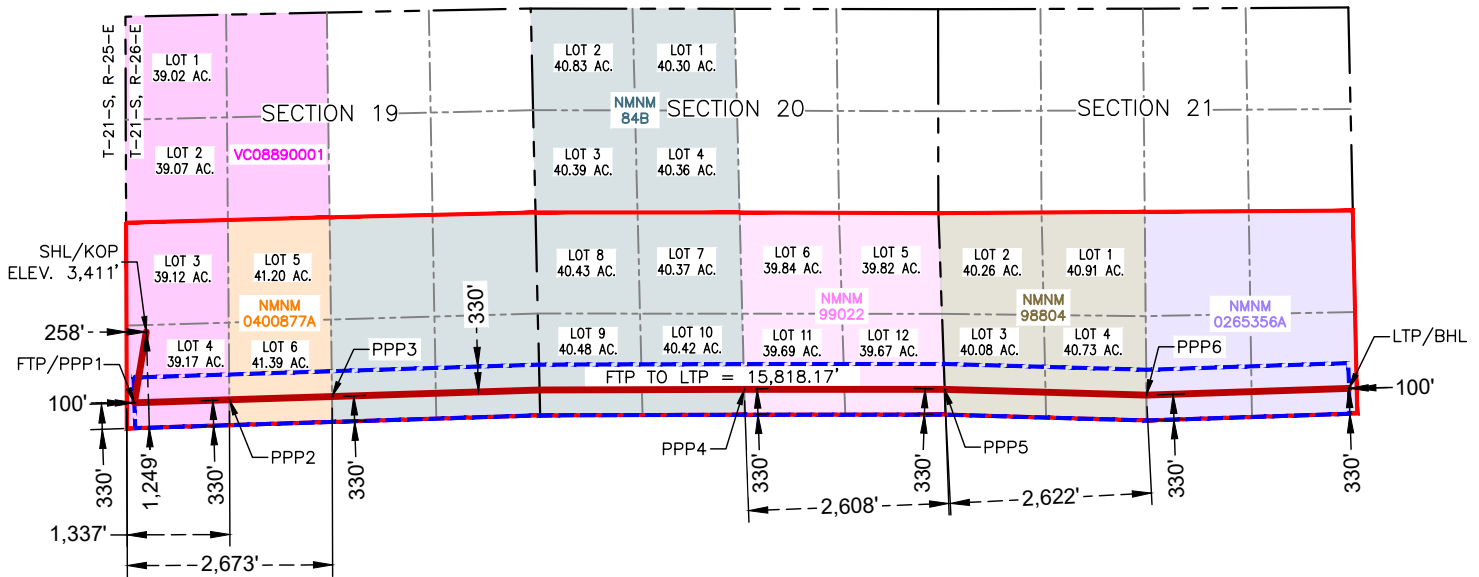 T-21-S, R-25-E
T-21-S, R-26-E
LOT 1
39.02 AC.
LOT 2
39.07 AC.
VC08890001
SECTION 19
LOT 2
40.83 AC.
LOT 1
40.30 AC.
NMNM
84B
SECTION 20
LOT 3
40.39 AC.
LOT 4
40.36 AC.
SECTION 21
SHL/KOP
ELEV. 3,411'
LOT 3
39.12 AC.
LOT 5
41.20 AC.
NMNM
0400877A
LOT 4
39.17 AC.
LOT 6
41.39 AC.
LOT 8
40.43 AC.
LOT 7
40.37 AC.
LOT 6
39.84 AC.
LOT 5
39.82 AC.
NMNM
99022
LOT 2
40.26 AC.
LOT 1
40.91 AC.
NMNM
98804
NMNM
0265356A
LOT 9
40.48 AC.
LOT 10
40.42 AC.
LOT 11
39.69 AC.
LOT 12
39.67 AC.
LOT 3
40.08 AC.
LOT 4
40.73 AC.
258'
FTP/PPP1
100'
330'
PPP3
PPP6
LTP/BHL
100'
FTP TO LTP = 15,818.17'
330'
1,249'
330'
PPP2
330'
PPP4
330'
330'
PPP5
330'
330'
1,337'
2,673'
2,608'
2,622'